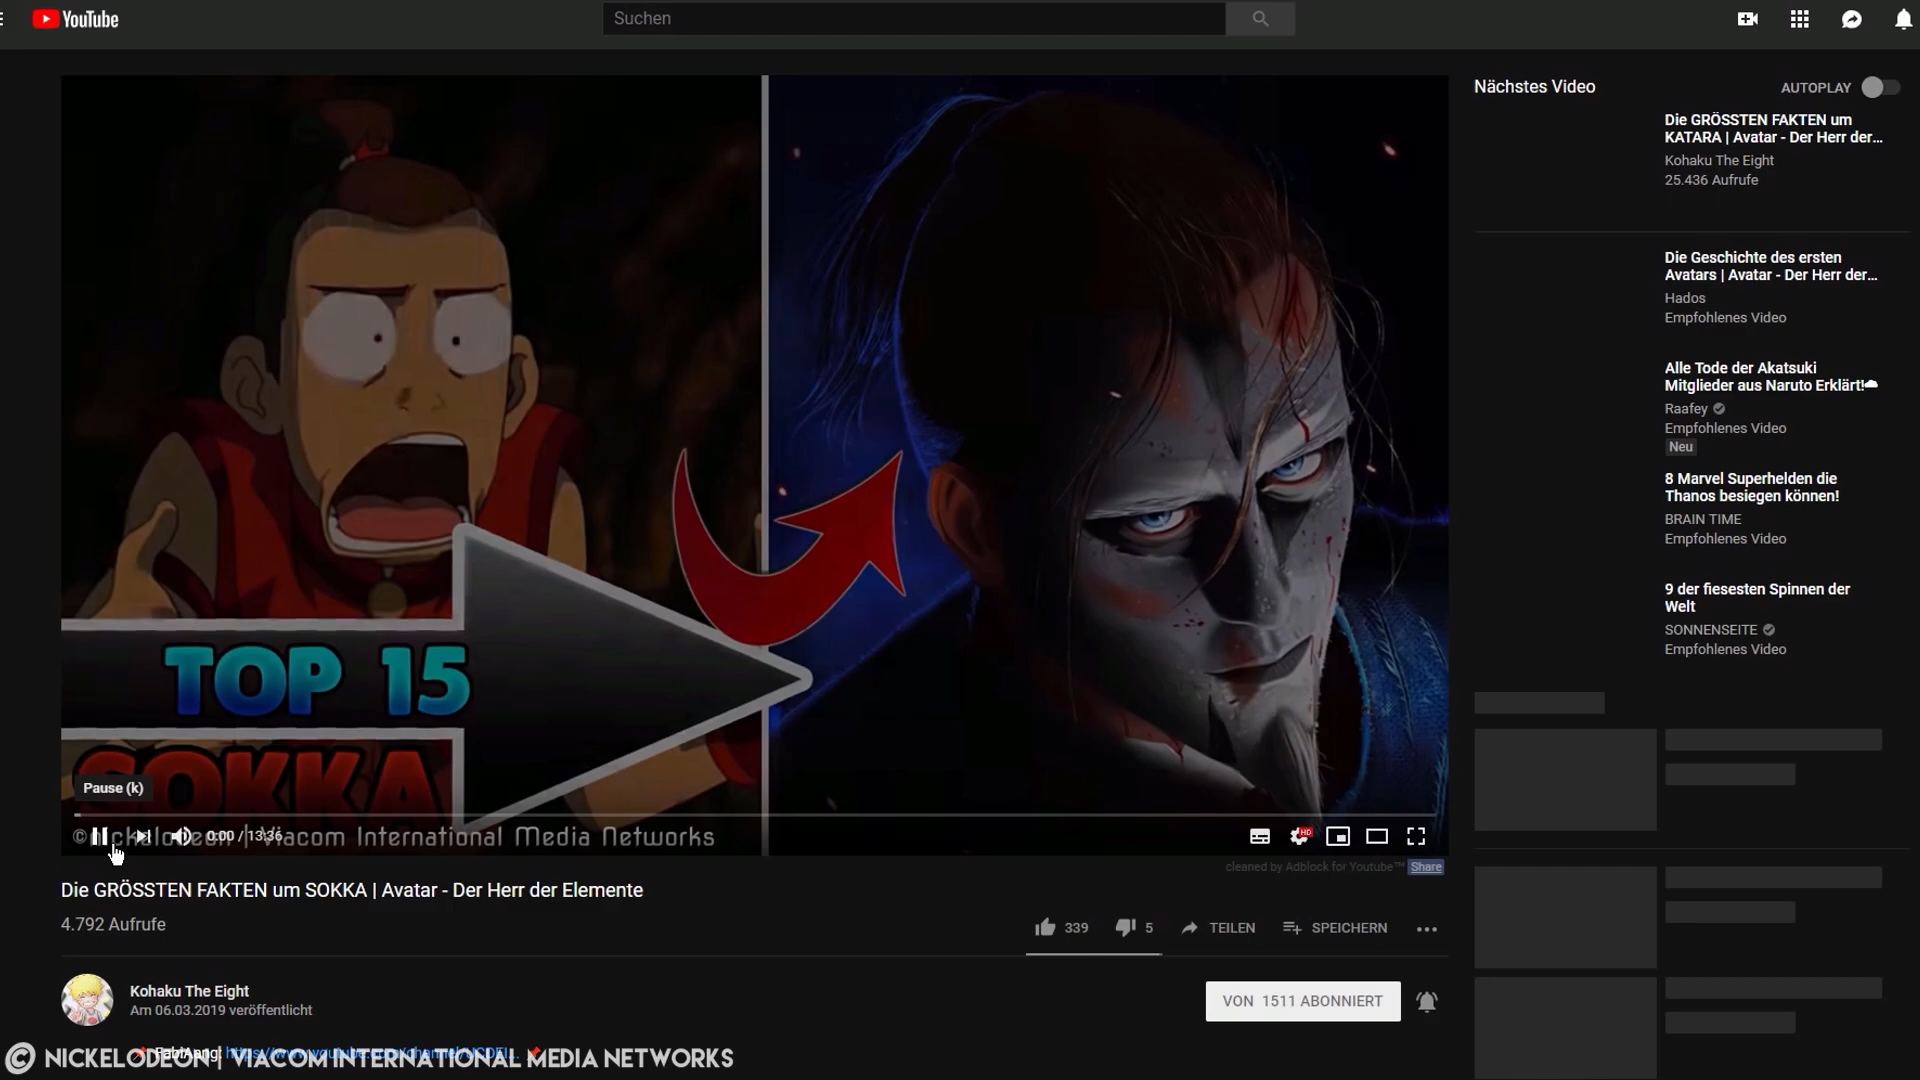 YouTube
Suchen
TOP 15
SOKKA
Pause (k)
0:00 / 13:36
© nickelodeon | Viacom International Media Networks
cleaned by Adblock for Youtube™ Share
Die GRÖSSTEN FAKTEN um SOKKA | Avatar - Der Herr der Elemente
4.792 Aufrufe
339
5
TEILEN
SPEICHERN
Kohaku The Eight
Am 06.03.2019 veröffentlicht
VON 1511 ABONNIERT
© NICKELODEON | VIACOM INTERNATIONAL MEDIA NETWORKS
Nächstes Video
AUTOPLAY
Die GRÖSSTEN FAKTEN um
KATARA | Avatar - Der Herr der...
Kohaku The Eight
25.436 Aufrufe
Die Geschichte des ersten
Avatars | Avatar - Der Herr der...
Hados
Empfohlenes Video
Alle Tode der Akatsuki
Mitglieder aus Naruto Erklärt!
Raafey
Empfohlenes Video
Neu
8 Marvel Superhelden die
Thanos besiegen können!
BRAIN TIME
Empfohlenes Video
9 der fiesesten Spinnen der
Welt
SONNENSEITE
Empfohlenes Video